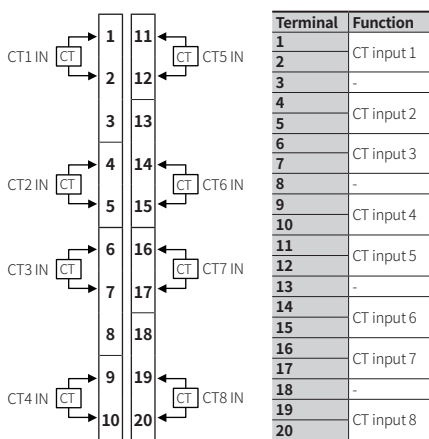 1 11
CT1 IN CT CT CT5 IN
2 12
3 13
4 14
CT2 IN CT CT CT6 IN
5 15
6 16
CT3 IN CT CT CT7 IN
7 17
8 18
9 19
CT4 IN CT CT CT8 IN
10 20
Terminal Function
1
CT input 1
2
3 -
4
CT input 2
5
6
CT input 3
7
8 -
9
CT input 4
10
11
CT input 5
12
13 -
14
CT input 6
15
16
CT input 7
17
18 -
19
CT input 8
20